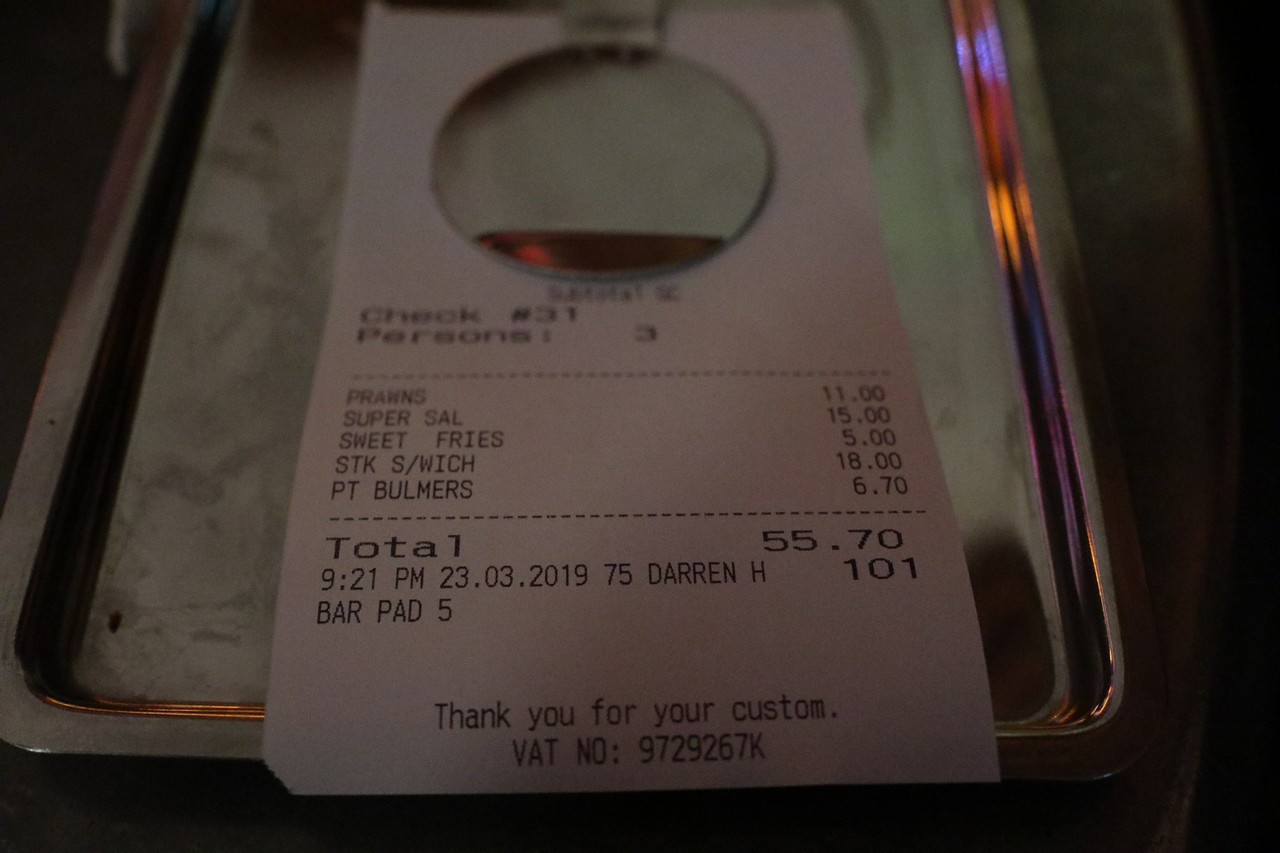 Subtotal SC
Check #31
Persons: 3
PRAWNS 11.00
SUPER SAL 15.00
SWEET FRIES 5.00
STK S/WICH 18.00
PT BULMERS 6.70
Total 55.70
9:21 PM 23.03.2019 75 DARREN H 101
BAR PAD 5
Thank you for your custom.
VAT NO: 9729267K